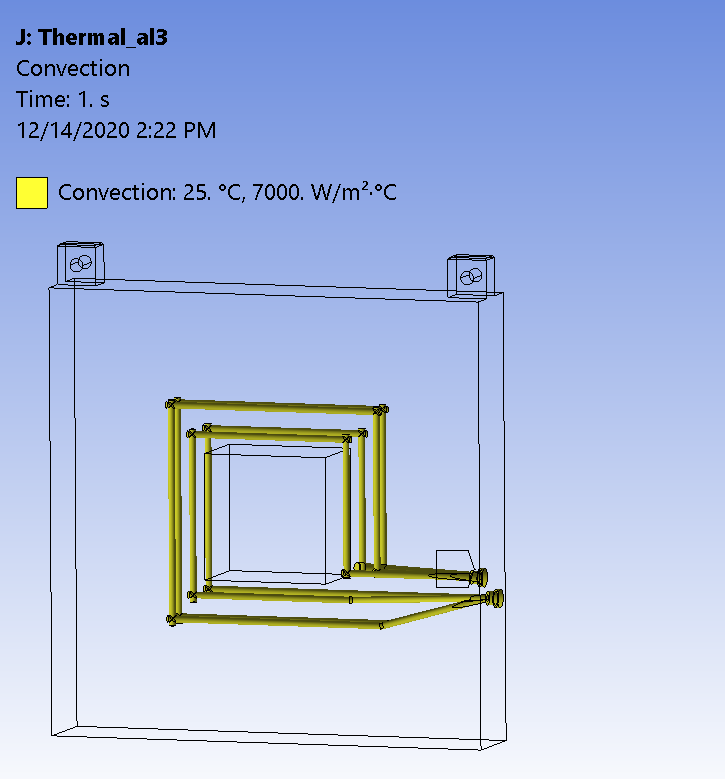 J: Thermal_al3
Convection
Time: 1. s
12/14/2020 2:22 PM
Convection: 25. °C, 7000. W/m²·°C